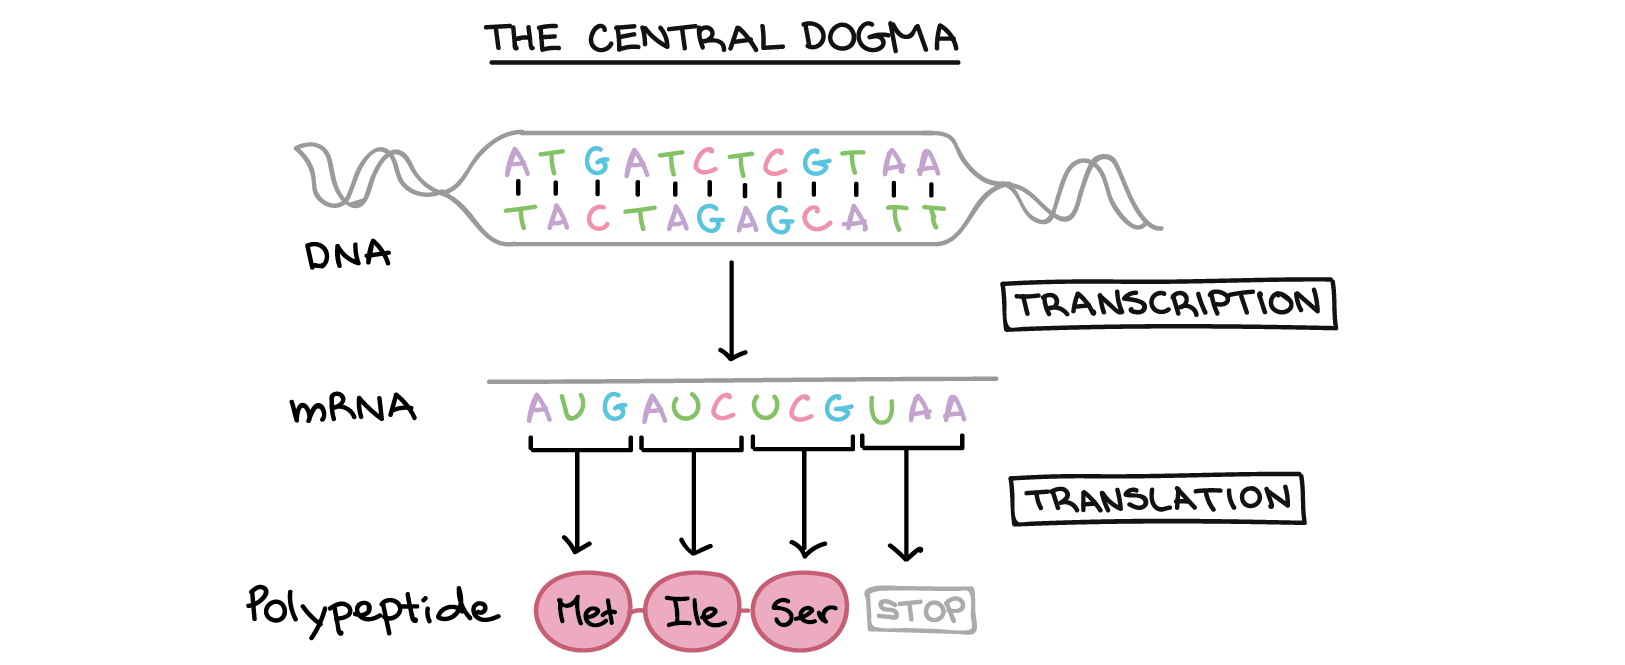 THE CENTRAL DOGMA
A T G A T C T C G T A A
T A C T A G A G C A T T
DNA
TRANSCRIPTION
mRNA
A U G A U C U C G U A A
TRANSLATION
Polypeptide Met Ile Ser STOP